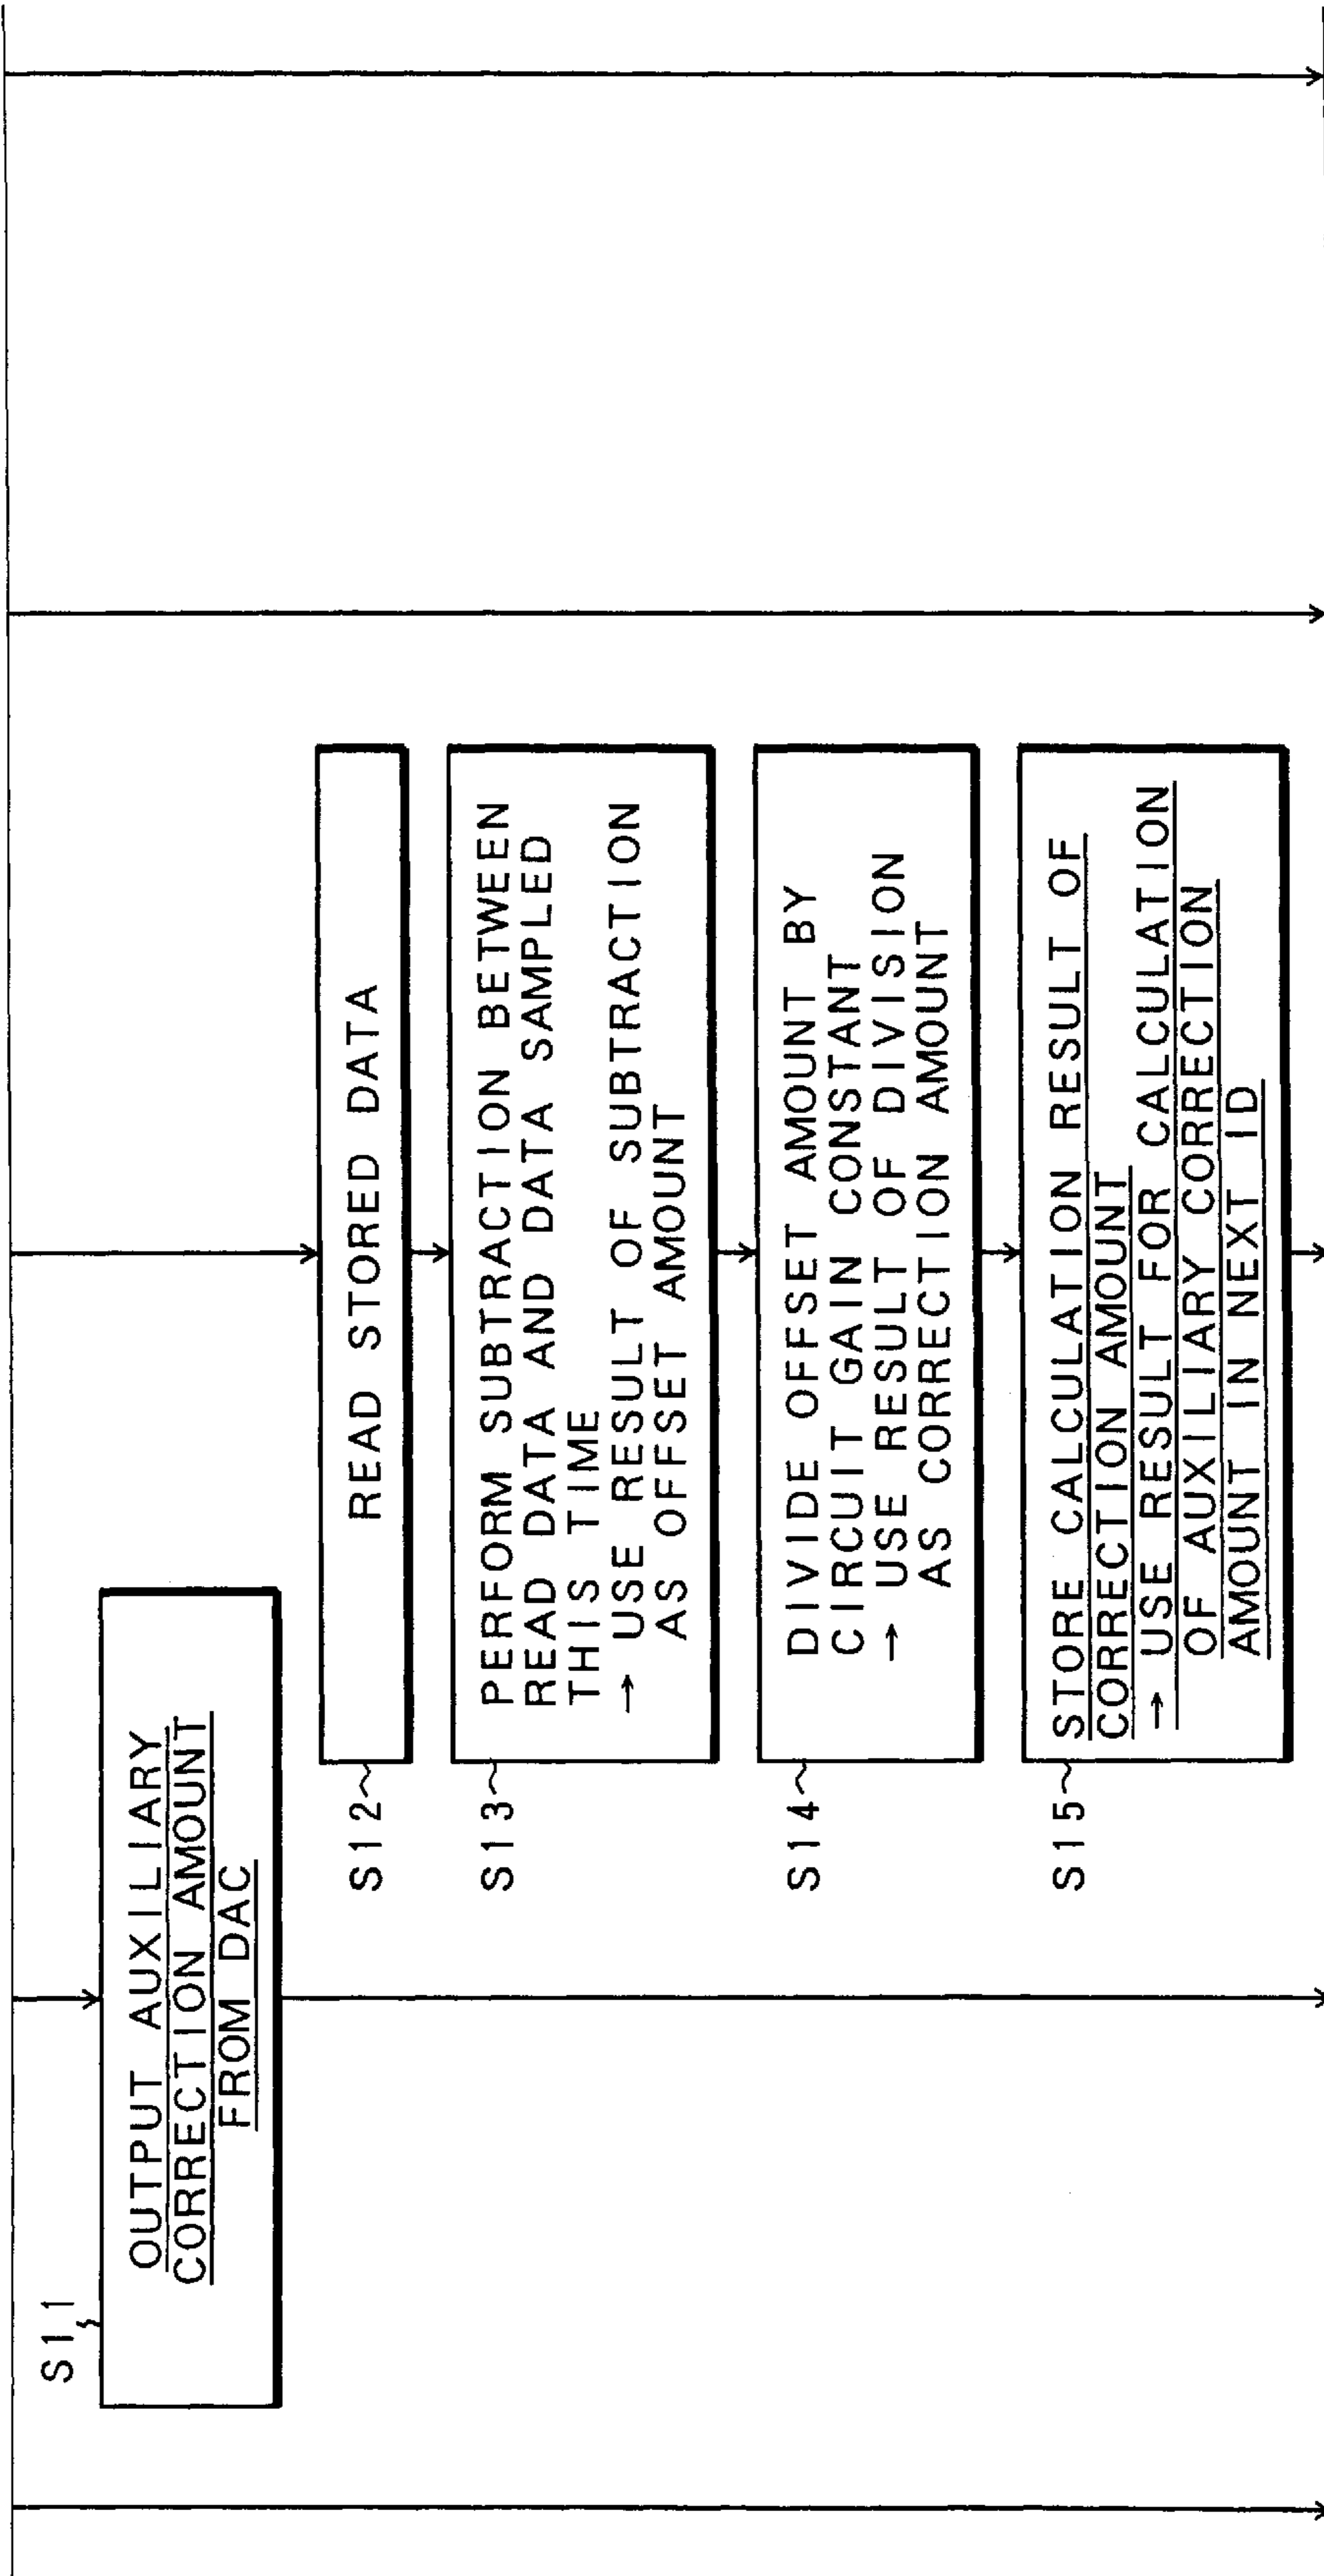 S11
OUTPUT AUXILIARY
CORRECTION AMOUNT
FROM DAC
S12
READ STORED DATA
S13
PERFORM SUBTRACTION BETWEEN
READ DATA AND DATA SAMPLED
THIS TIME
→ USE RESULT OF SUBTRACTION
AS OFFSET AMOUNT
S14
DIVIDE OFFSET AMOUNT BY
CIRCUIT GAIN CONSTANT
→ USE RESULT OF DIVISION
AS CORRECTION AMOUNT
S15
STORE CALCULATION RESULT OF
CORRECTION AMOUNT
→ USE RESULT FOR CALCULATION
OF AUXILIARY CORRECTION
AMOUNT IN NEXT ID